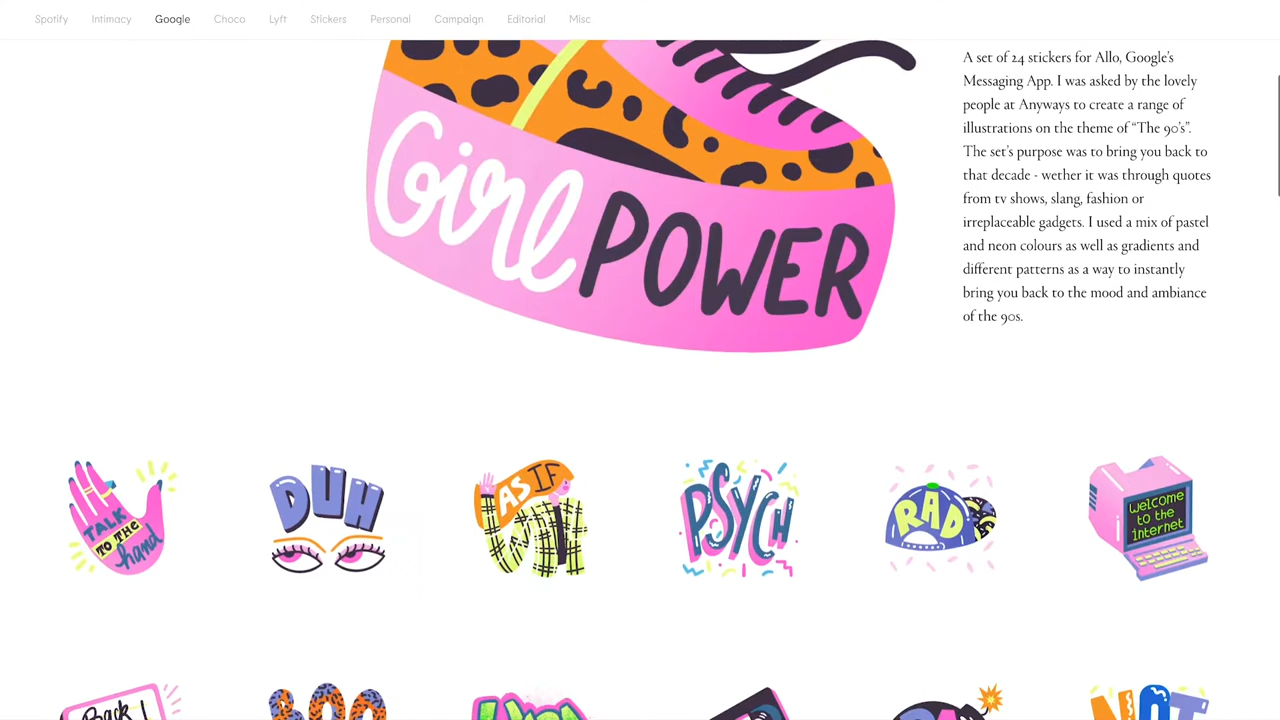 Spotify Intimacy Google Choco Lyft Stickers Personal Campaign Editorial Misc
Girl POWER
A set of 24 stickers for Allo, Google's
Messaging App. I was asked by the lovely
people at Anyways to create a range of
illustrations on the theme of “The 90's”.
The set's purpose was to bring you back to
that decade - wether it was through quotes
from tv shows, slang, fashion or
irreplaceable gadgets. I used a mix of pastel
and neon colours as well as gradients and
different patterns as a way to instantly
bring you back to the mood and ambiance
of the 90s.
TALK
TO THE
hand
DUH
AS IF
PSYCH
RAD
Welcome
to the
internet
Back!
BOO
NOT